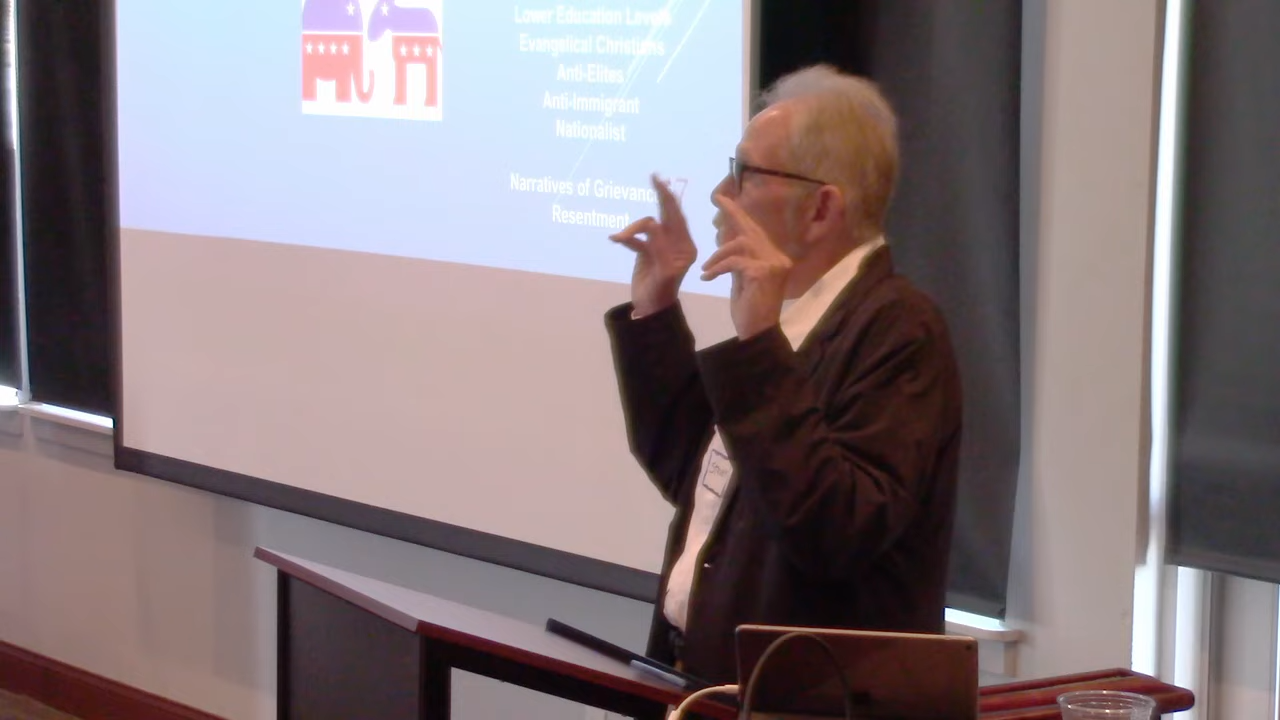 Lower Education Levels
Evangelical Christians
Anti-Elites
Anti-Immigrant
Nationalist
Narratives of Grievance
Resentment